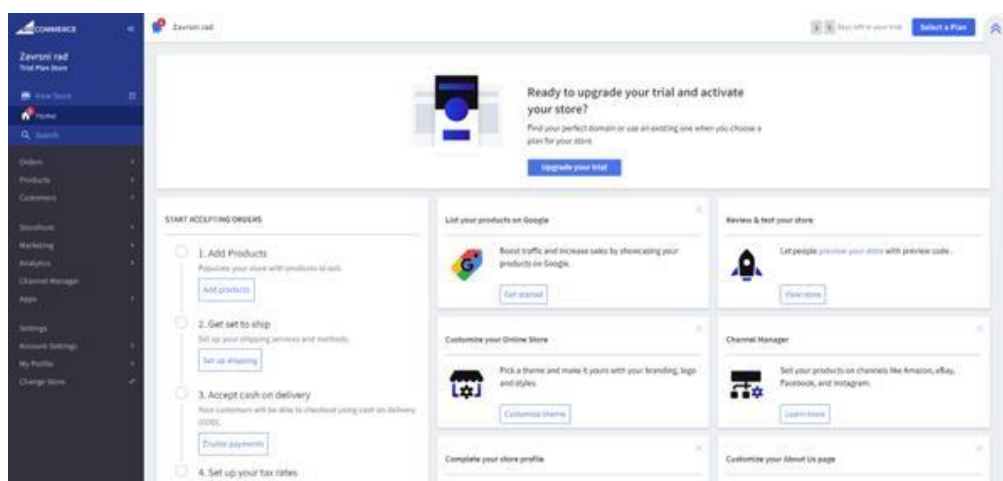 COMMERCE
Zavrsni rad
Trial Plan Store
View Store
Home
Search
Orders
Products
Customers
Storefront
Marketing
Analytics
Channel Manager
Apps
Settings
Account Settings
My Profile
Change Store
Zavrsni rad
Days left in your trial
Select a Plan
Ready to upgrade your trial and activate
your store?
Find your perfect domain or use an existing one when you choose a
plan for your store.
Upgrade your trial
START ACCEPTING ORDERS
1. Add Products
Populate your store with products to sell.
Add products
2. Get set to ship
Set up your shipping services and methods.
Set up shipping
3. Accept cash on delivery
Your customers will be able to checkout using cash on delivery
(COD).
Enable payments
4. Set up your tax rates
List your products on Google
Boost traffic and increase sales by showcasing your
products on Google.
Get started
Review & test your store
Let people preview your store with preview code.
View store
Customize your Online Store
Pick a theme and make it yours with your branding, logo
and styles.
Customize theme
Channel Manager
Sell your products on channels like Amazon, eBay,
Facebook, and Instagram.
Learn more
Complete your store profile
Customize your About Us page